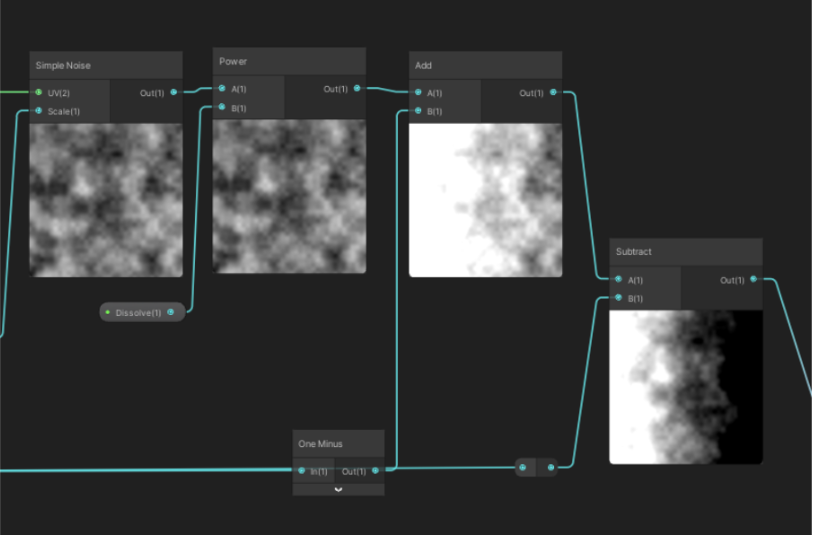 Simple Noise
UV(2) Out(1)
Scale(1)
Power
A(1) Out(1)
B(1)
Add
A(1) Out(1)
B(1)
Subtract
A(1) Out(1)
B(1)
Dissolve(1)
One Minus
In(1) Out(1)